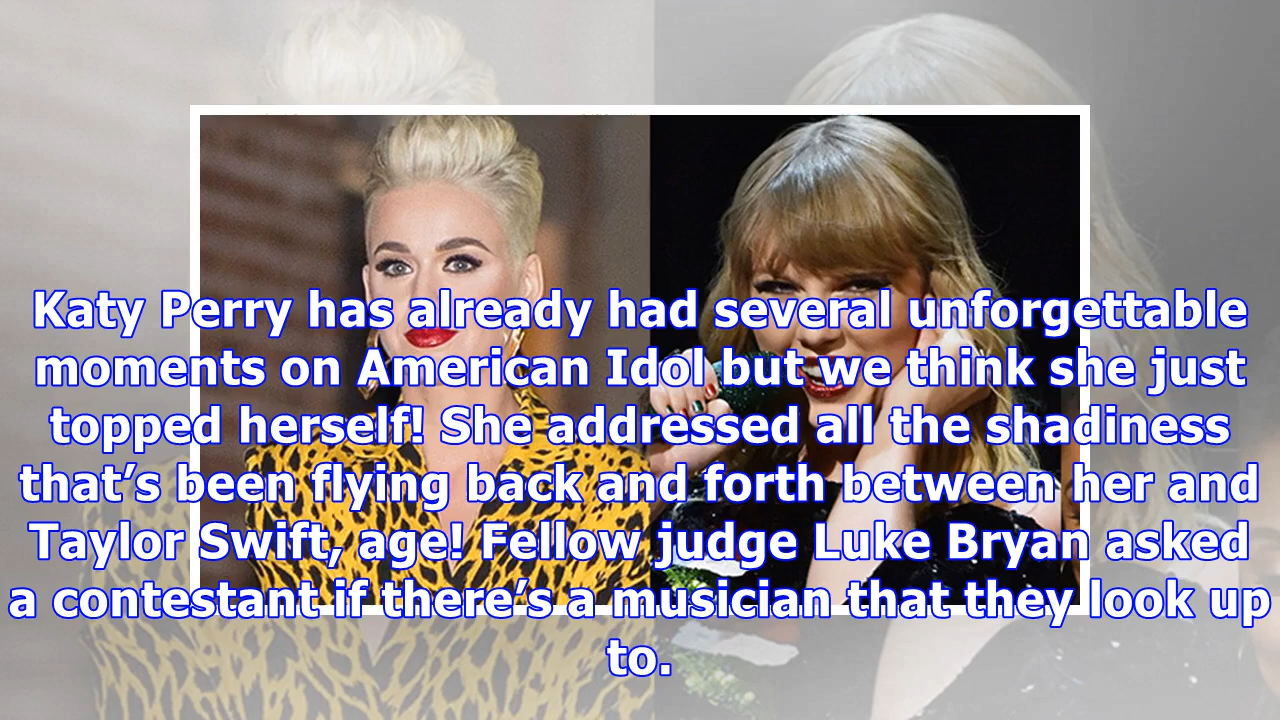 Katy Perry has already had several unforgettable
moments on American Idol but we think she just
topped herself! She addressed all the shadiness
that’s been flying back and forth between her and
Taylor Swift, age! Fellow judge Luke Bryan asked
a contestant if there’s a musician that they look up
to.